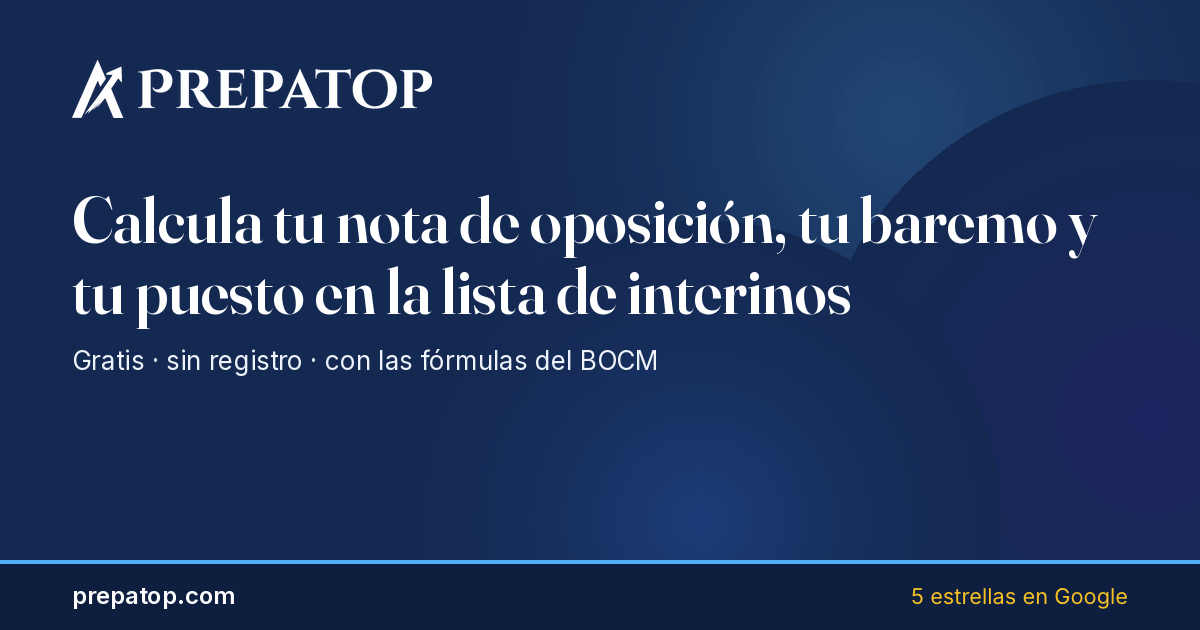 PREPATOP
Calcula tu nota de oposición, tu baremo y
tu puesto en la lista de interinos
Gratis · sin registro · con las fórmulas del BOCM
prepatop.com
5 estrellas en Google